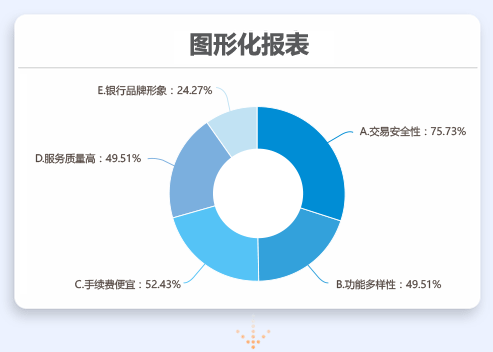 图形化报表
E.银行品牌形象：24.27%
A.交易安全性：75.73%
D.服务质量高：49.51%
C.手续费便宜：52.43%
B.功能多样性：49.51%